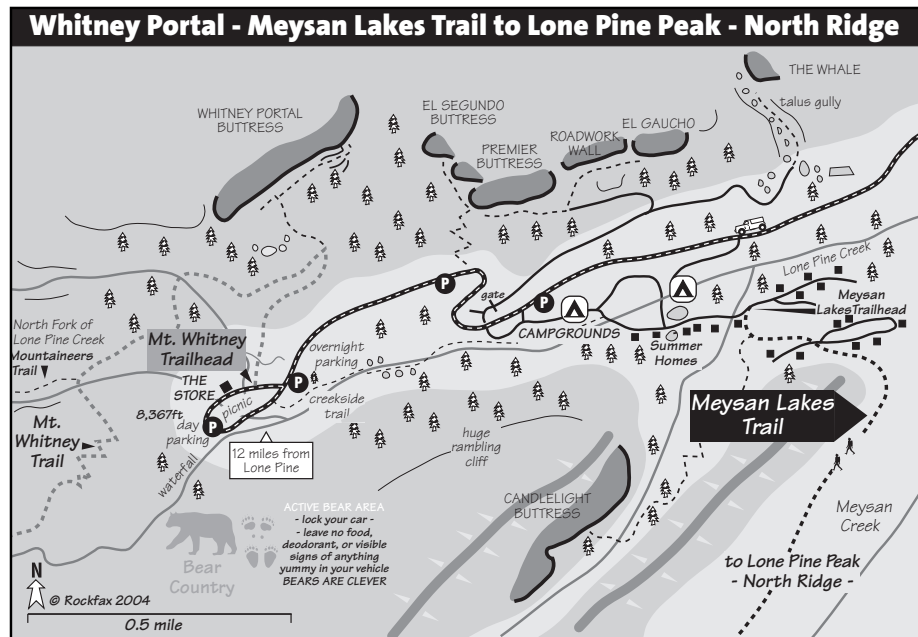 Whitney Portal - Meysan Lakes Trail to Lone Pine Peak - North Ridge
THE WHALE
talus gully
WHITNEY PORTAL
BUTTRESS
EL SEGUNDO
BUTTRESS
PREMIER
BUTTRESS
ROADWORK
WALL
EL GAUCHO
Lone Pine Creek
P
gate
P
CAMPGROUNDS
Meysan
LakesTrailhead
Summer
Homes
North Fork of
Lone Pine Creek
Mountaineers
Trail
Mt. Whitney
Trailhead
overnight
parking
P
THE
STORE
picnic
creekside
trail
8,367ft
day
parking
P
Mt.
Whitney
Trail
12 miles from
Lone Pine
waterfall
huge
rambling
cliff
Meysan Lakes
Trail
CANDLELIGHT
BUTTRESS
Meysan
Creek
ACTIVE BEAR AREA
- lock your car -
- leave no food,
deodorant, or visible
signs of anything
yummy in your vehicle
BEARS ARE CLEVER
Bear
Country
to Lone Pine Peak
- North Ridge -
N
© Rockfax 2004
0.5 mile